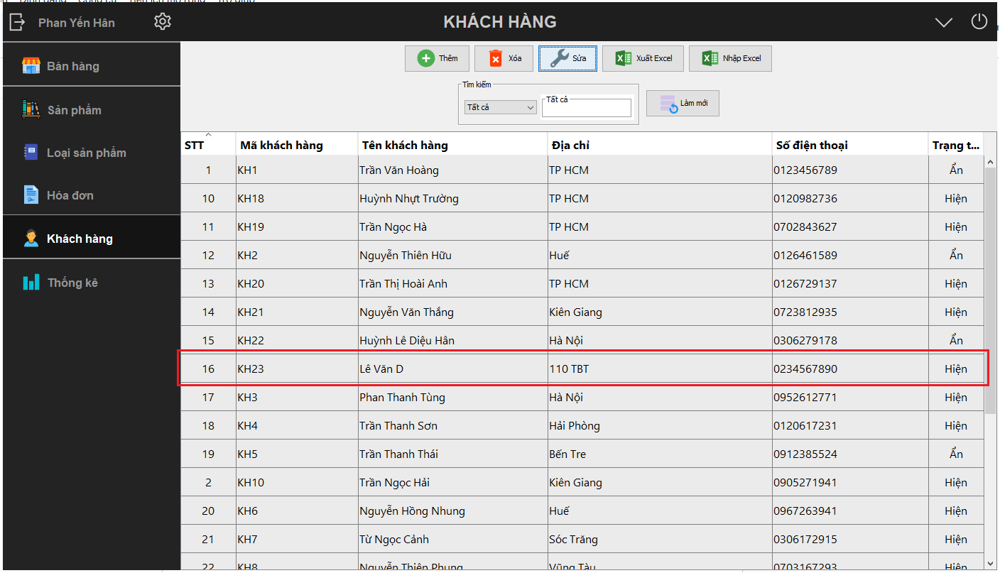 Phan Yến Hân
KHÁCH HÀNG
Bán hàng
Sản phẩm
Loại sản phẩm
Hóa đơn
Khách hàng
Thống kê
Thêm Xóa Sửa Xuất Excel Nhập Excel
Tìm kiếm
Tất cả Tất cả Làm mới
STT Mã khách hàng Tên khách hàng Địa chỉ Số điện thoại Trạng t...
1 KH1 Trần Văn Hoàng TP HCM 0123456789 Ẩn
10 KH18 Huỳnh Nhựt Trường TP HCM 0120982736 Hiện
11 KH19 Trần Ngọc Hà TP HCM 0702843627 Hiện
12 KH2 Nguyễn Thiên Hữu Huế 0126461589 Ẩn
13 KH20 Trần Thị Hoài Anh TP HCM 0126729137 Hiện
14 KH21 Nguyễn Văn Thắng Kiên Giang 0723812935 Hiện
15 KH22 Huỳnh Lê Diệu Hân Hà Nội 0306279178 Ẩn
16 KH23 Lê Văn D 110 TBT 0234567890 Hiện
17 KH3 Phan Thanh Tùng Hà Nội 0952612771 Hiện
18 KH4 Trần Thanh Sơn Hải Phòng 0120617231 Hiện
19 KH5 Trần Thanh Thái Bến Tre 0912385524 Ẩn
2 KH10 Trần Ngọc Hải Kiên Giang 0905271941 Hiện
20 KH6 Nguyễn Hồng Nhung Huế 0967263941 Hiện
21 KH7 Từ Ngọc Cảnh Sóc Trăng 0306172915 Hiện
22 KH8 Nguyễn Thiên Phụng Vũng Tàu 0703167293 Hiện